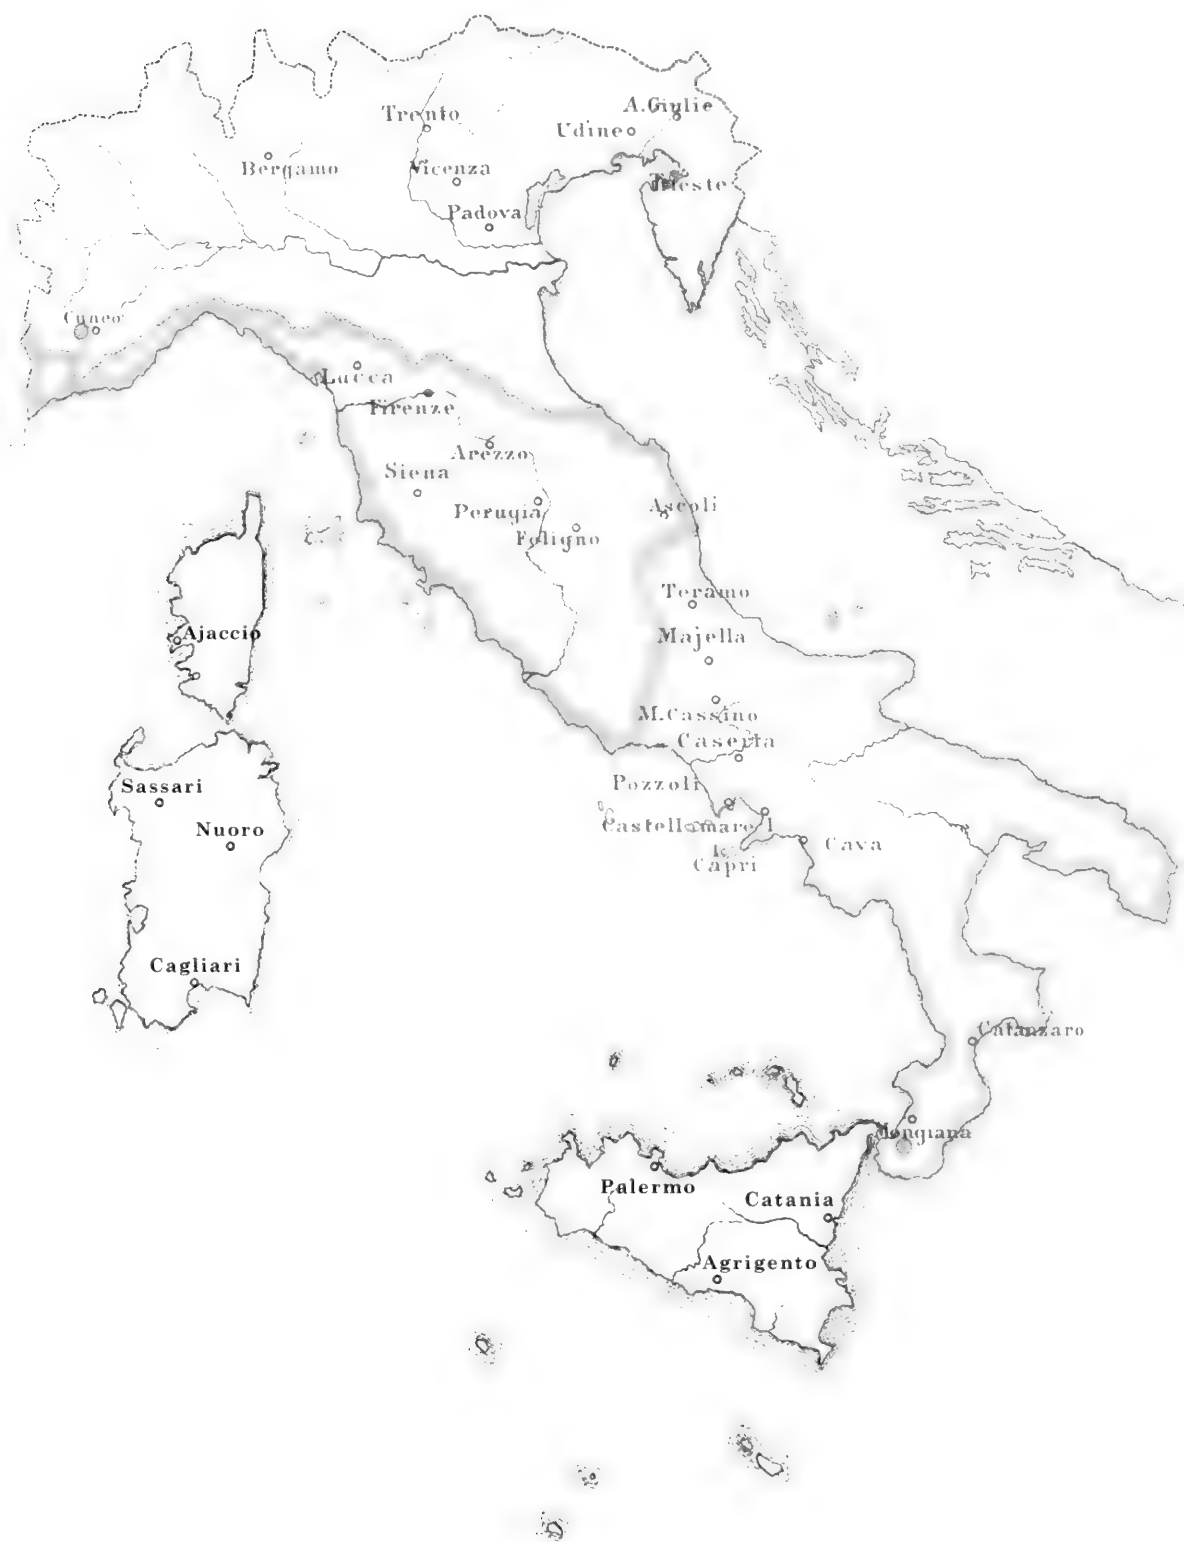 A.Giulie
Trento
Udine
Bergamo
Vicenza
Trieste
Padova
Cuneo
Lucca
Firenze
Arezzo
Siena
Perugia
Ascoli
Foligno
Teramo
Ajaccio
Majella
M.Cassino
Caserta
Pozzoli
Sassari
Castellamare
Nuoro
Cava
Capri
Cagliari
Catanzaro
Mongiana
Palermo
Catania
Agrigento